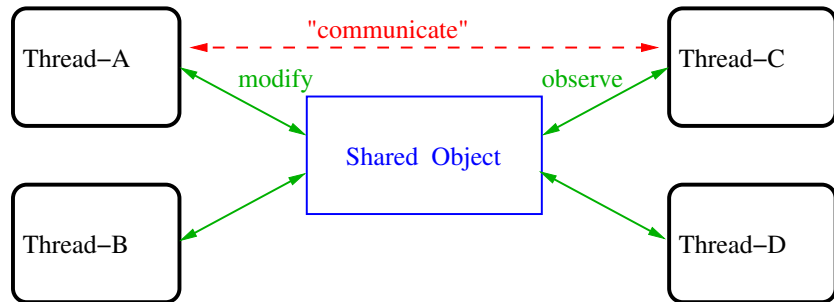 "communicate"
Thread−A
Thread−C
modify
observe
Shared Object
Thread−B
Thread−D